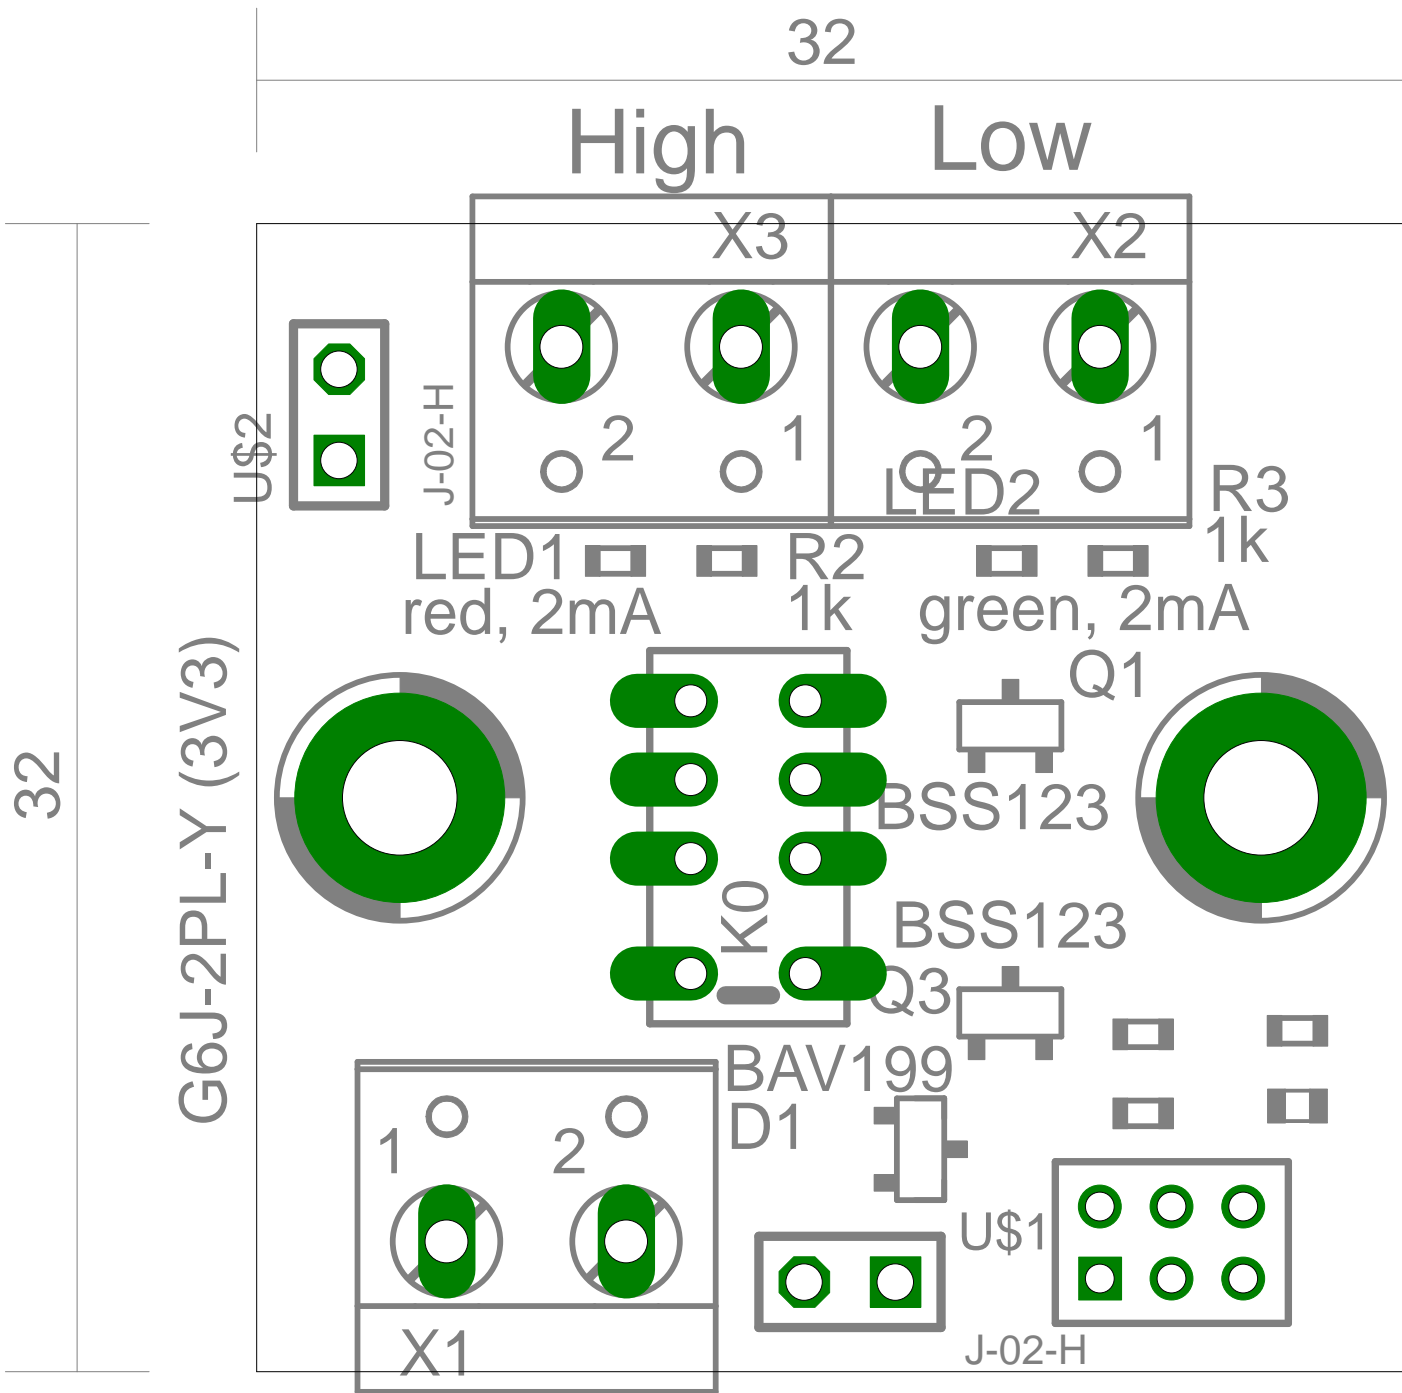 32
High
Low
X3
X2
2
1
2
1
U$2
J-02-H
LED2
R3
1k
LED1
R2
red, 2mA
1k
green, 2mA
Q1
32
G6J-2PL-Y (3V3)
BSS123
K0
BSS123
Q3
BAV199
D1
1
2
U$1
X1
J-02-H